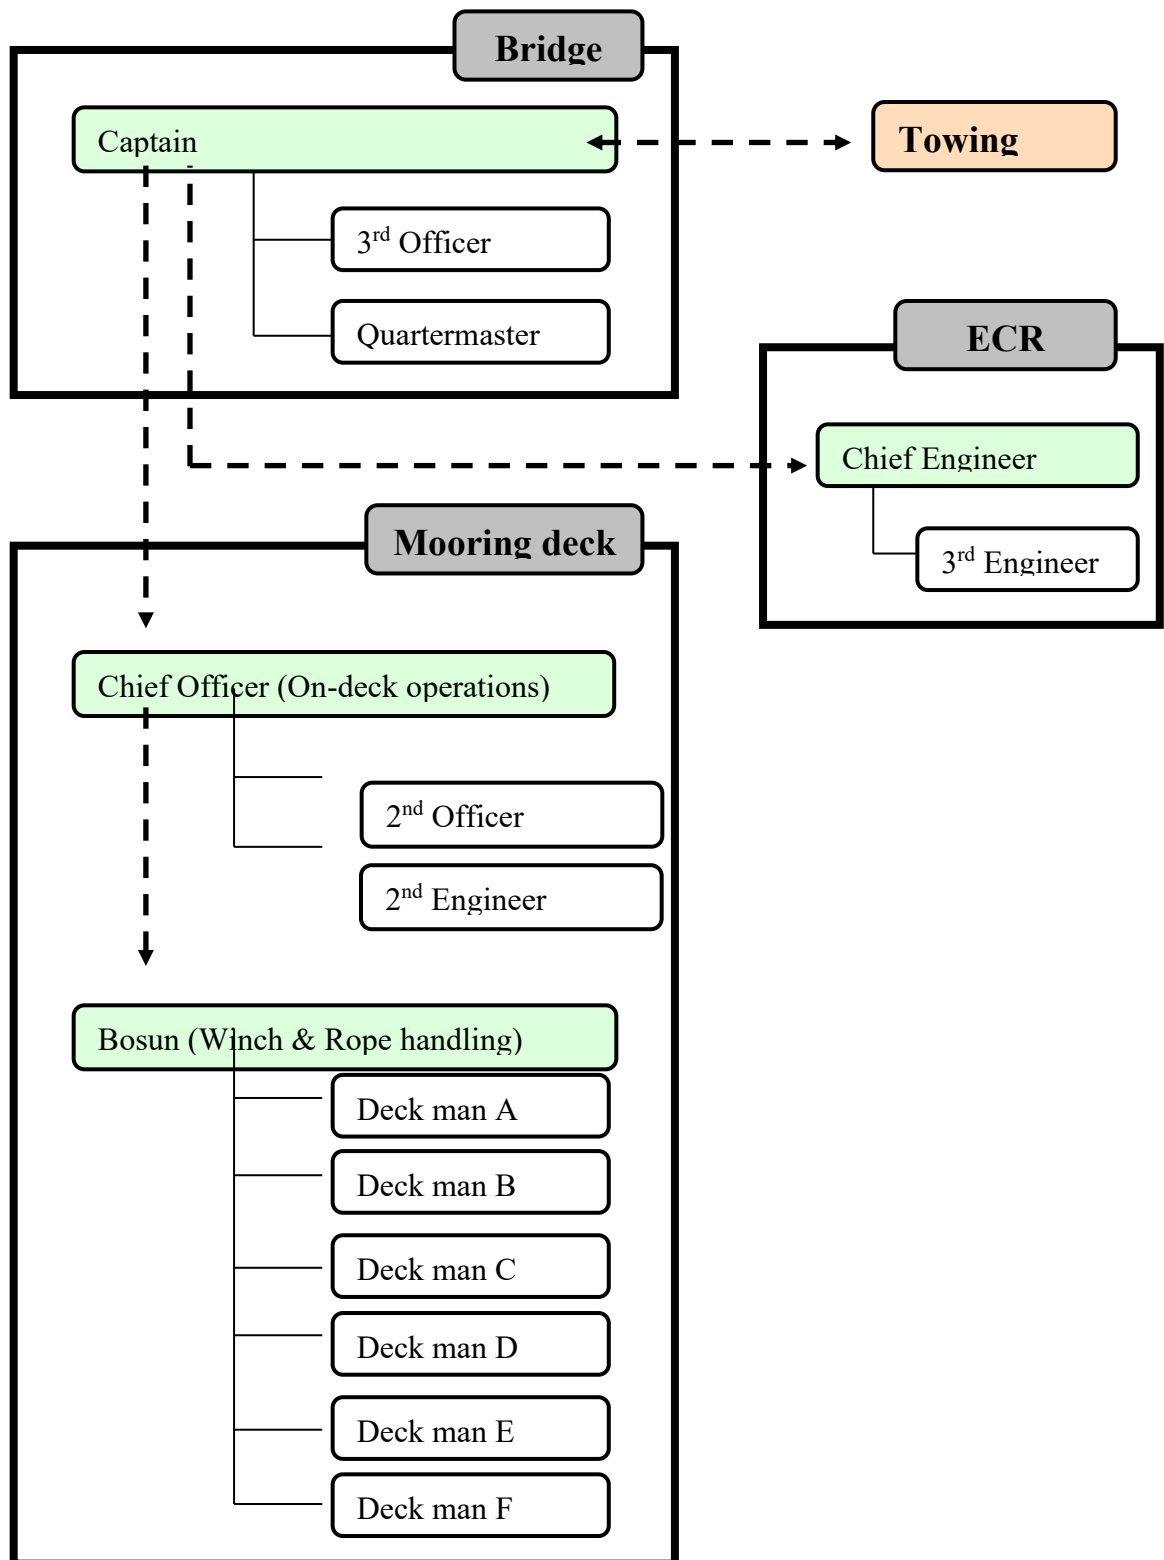 Bridge
Captain
Towing
3rd Officer
Quartermaster
ECR
Chief Engineer
3rd Engineer
Mooring deck
Chief Officer (On-deck operations)
2nd Officer
2nd Engineer
Bosun (Winch & Rope handling)
Deck man A
Deck man B
Deck man C
Deck man D
Deck man E
Deck man F